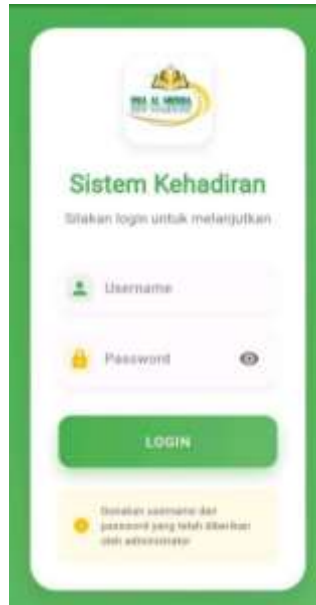 Sistem Kehadiran
Silakan login untuk melanjutkan
Username
Password
LOGIN
Gunakan username dan
password yang telah diberikan
oleh administrator